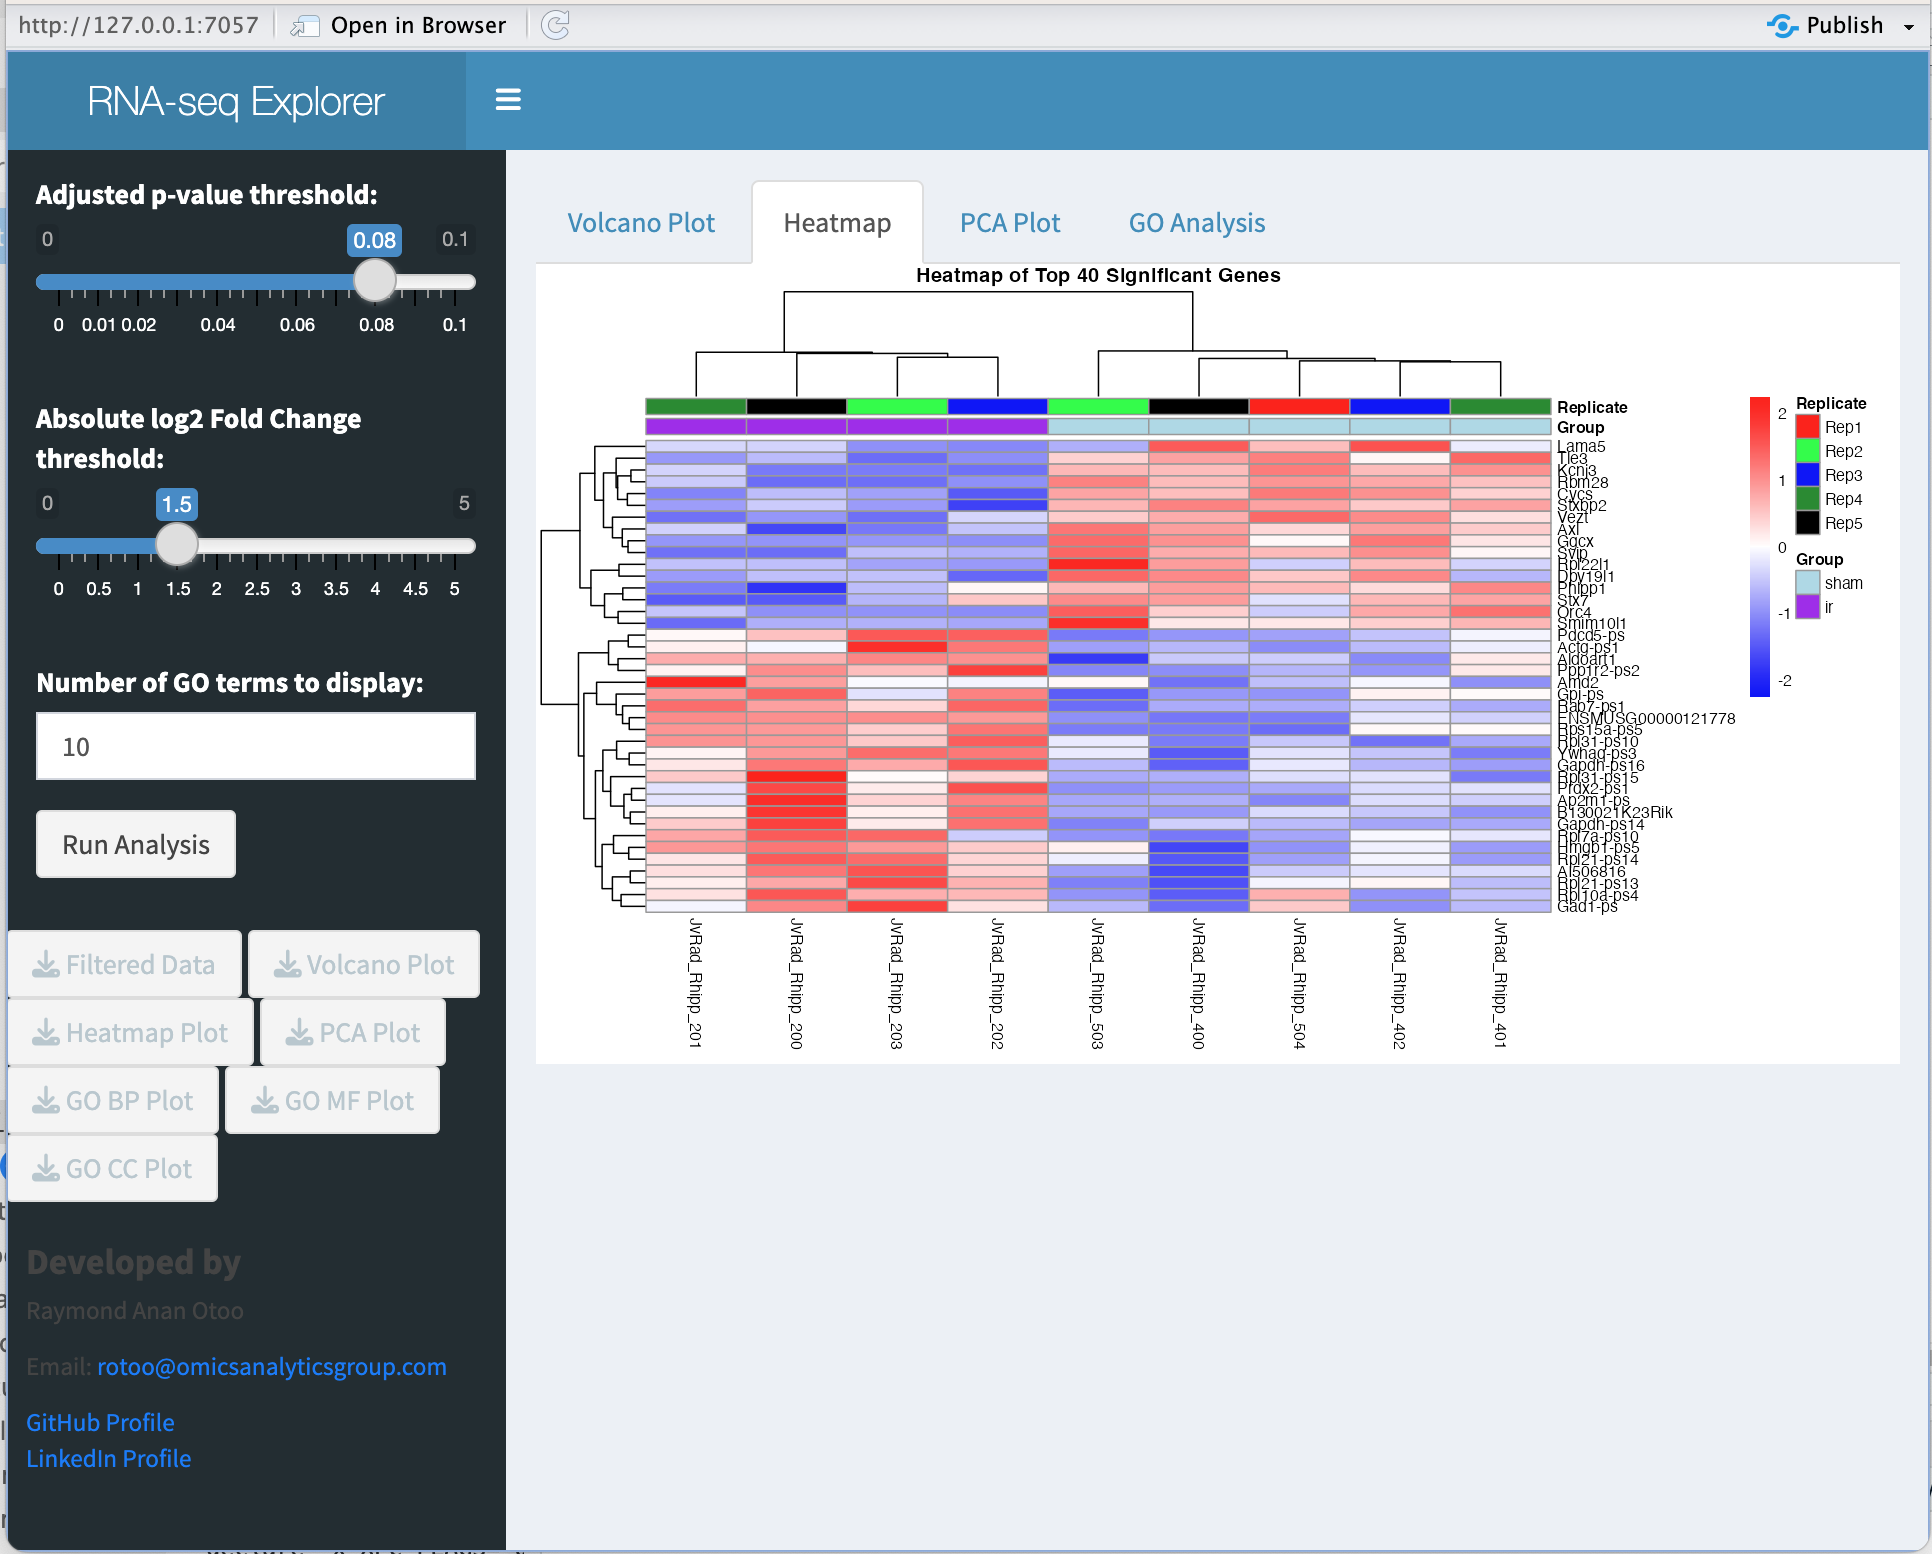 http://127.0.0.1:7057 Open in Browser Publish
RNA-seq Explorer
Adjusted p-value threshold:
0 0.08 0.1
0 0.01 0.02 0.04 0.06 0.08 0.1
Absolute log2 Fold Change
threshold:
0 1.5 5
0 0.5 1 1.5 2 2.5 3 3.5 4 4.5 5
Number of GO terms to display:
10
Run Analysis
Filtered Data Volcano Plot
Heatmap Plot PCA Plot
GO BP Plot GO MF Plot
GO CC Plot
Developed by
Raymond Anan Otoo
Email: rotoo@omicsanalyticsgroup.com
GitHub Profile
LinkedIn Profile
Volcano Plot Heatmap PCA Plot GO Analysis
Heatmap of Top 40 Significant Genes
Replicate
Group
Lama5
Tle3
Kcnj3
Rbm28
Cycs
Stxbp2
Vezt
Axl
Ggcx
Svip
Rpl22l1
Dpy19l1
Phlpp1
Stx7
Orc4
Smim10l1
Pdcd5-ps
Actg-ps1
Aldoart1
Ppp1r2-ps2
Amd2
Gpi-ps
Rab7-ps1
ENSMUSG00000121778
Rps15a-ps5
Rpl31-ps10
Ywhaq-ps3
Gapdh-ps16
Rpl31-ps15
Prdx2-ps1
Ap2m1-ps
B130021K23Rik
Gapdh-ps14
Rpl7a-ps10
Hmgb1-ps5
Rpl21-ps14
AI506816
Rpl21-ps13
Rpl10a-ps4
Gad1-ps
JvRad_Rhipp_201
JvRad_Rhipp_200
JvRad_Rhipp_203
JvRad_Rhipp_202
JvRad_Rhipp_503
JvRad_Rhipp_400
JvRad_Rhipp_504
JvRad_Rhipp_402
JvRad_Rhipp_401
2
1
0
-1
-2
Replicate
Rep1
Rep2
Rep3
Rep4
Rep5
Group
sham
ir